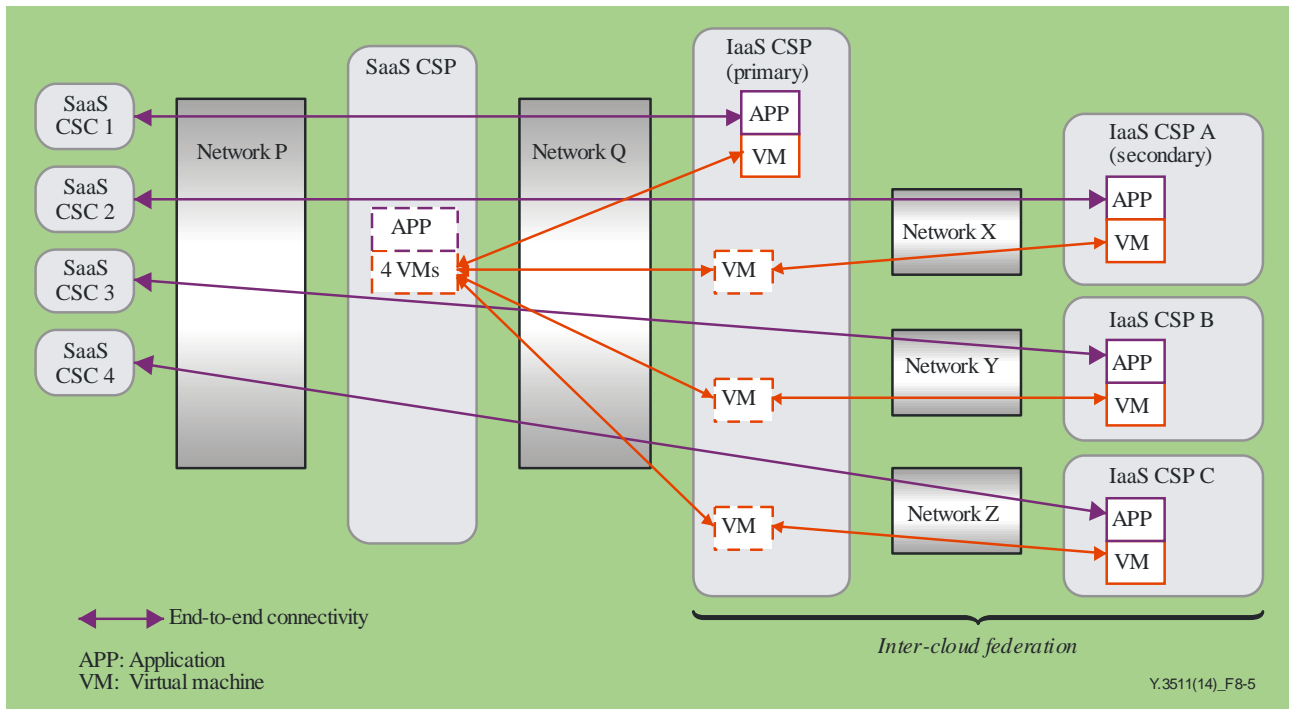 SaaS
CSC 1
SaaS
CSC 2
SaaS
CSC 3
SaaS
CSC 4
Network P
SaaS CSP
APP
4 VMs
Network Q
IaaS CSP
(primary)
APP
VM
VM
VM
VM
Network X
Network Y
Network Z
IaaS CSP A
(secondary)
APP
VM
IaaS CSP B
APP
VM
IaaS CSP C
APP
VM
End-to-end connectivity
APP: Application
VM: Virtual machine
Inter-cloud federation
Y.3511(14)_F8-5